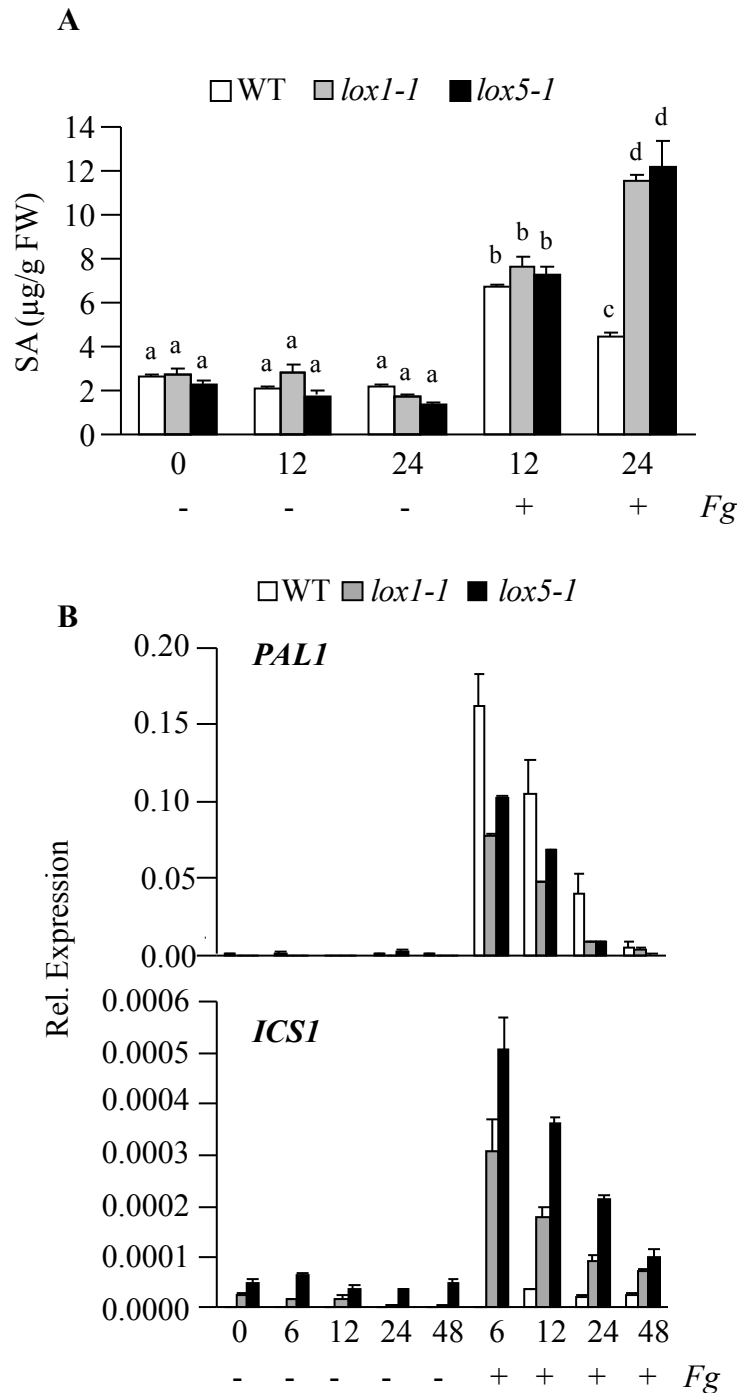 A
WT lox1-1 lox5-1
14
12
10
8
6
4
2
0
SA (µg/g FW)
a a a
a a a
a a a
b b b
c d d
0 12 24 12 24
- - - + + Fg
WT lox1-1 lox5-1
B
PAL1
0.20
0.15
0.10
0.05
0.00
Rel. Expression
ICS1
0.0006
0.0005
0.0004
0.0003
0.0002
0.0001
0.0000
0 6 12 24 48 6 12 24 48
- - - - - + + + + Fg